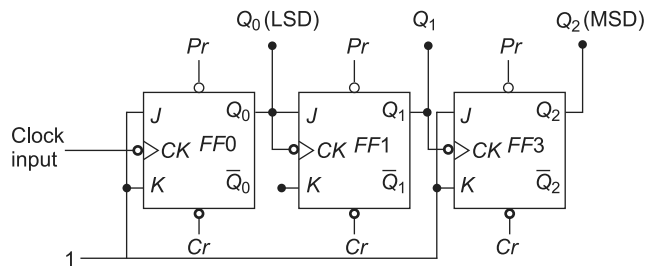 Q0 (LSD) Q1 Q2 (MSD)
Pr Pr Pr
J Q0 J Q1 J Q2
Clock input
CK FF0 CK FF1 CK FF3
K Q̅0 K Q̅1 K Q̅2
Cr Cr Cr
1